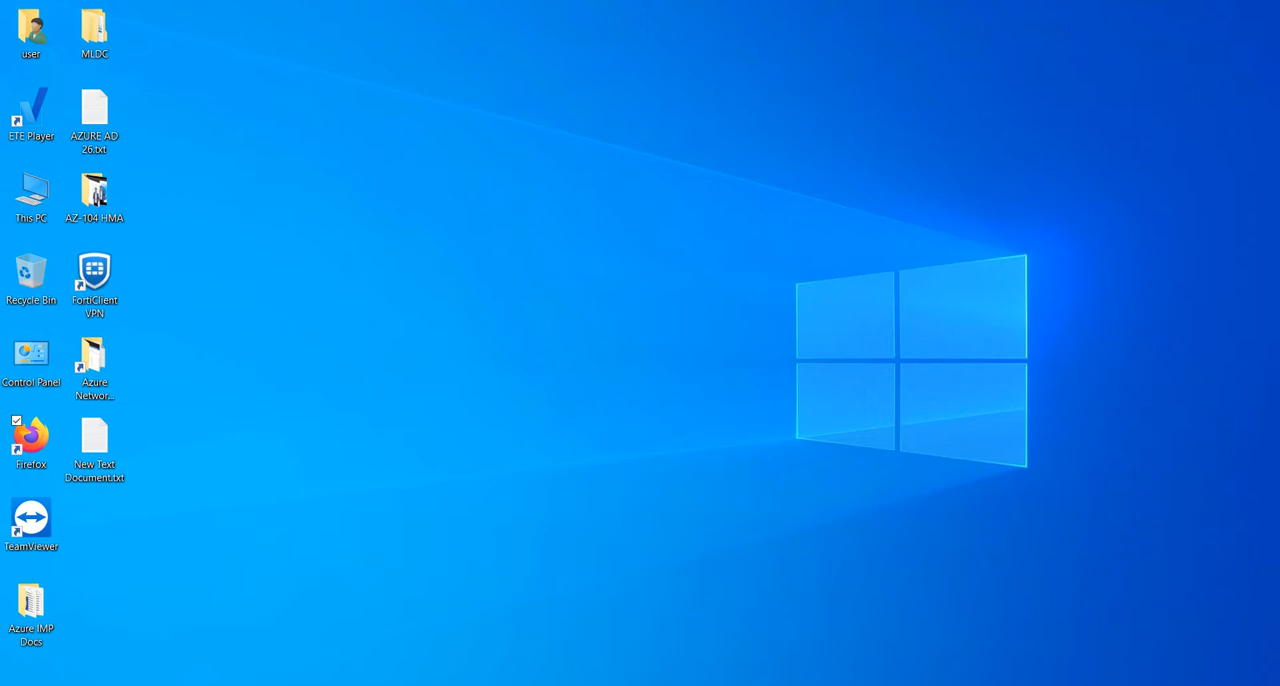 user
MLDC
ETE Player
AZURE AD
26.txt
This PC
AZ-104 HMA
Recycle Bin
FortiClient
VPN
Control Panel
Azure
Networ...
Firefox
New Text
Document.txt
TeamViewer
Azure IMP
Docs